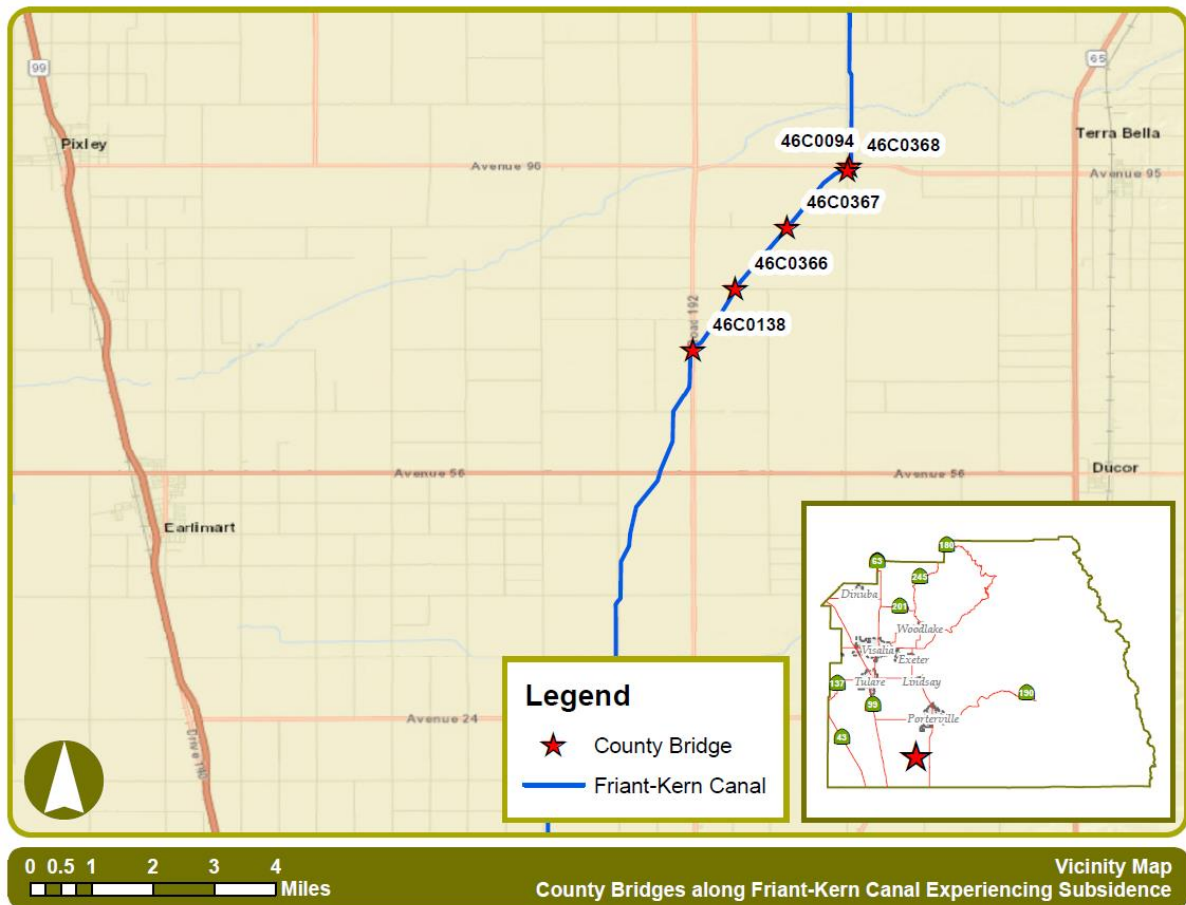 99
65
Pixley
Terra Bella
46C0094
46C0368
Avenue 96
Avenue 95
46C0367
46C0366
Road 192
46C0138
Avenue 56
Avenue 56
Ducor
Earlimart
Avenue 24
Drive 140
Legend
County Bridge
Friant-Kern Canal
180
63
245
Dinuba
201
Woodlake
Visalia
Exeter
137
Tulare
Lindsay
99
190
Porterville
43
0 0.5 1 2 3 4
Miles
Vicinity Map
County Bridges along Friant-Kern Canal Experiencing Subsidence